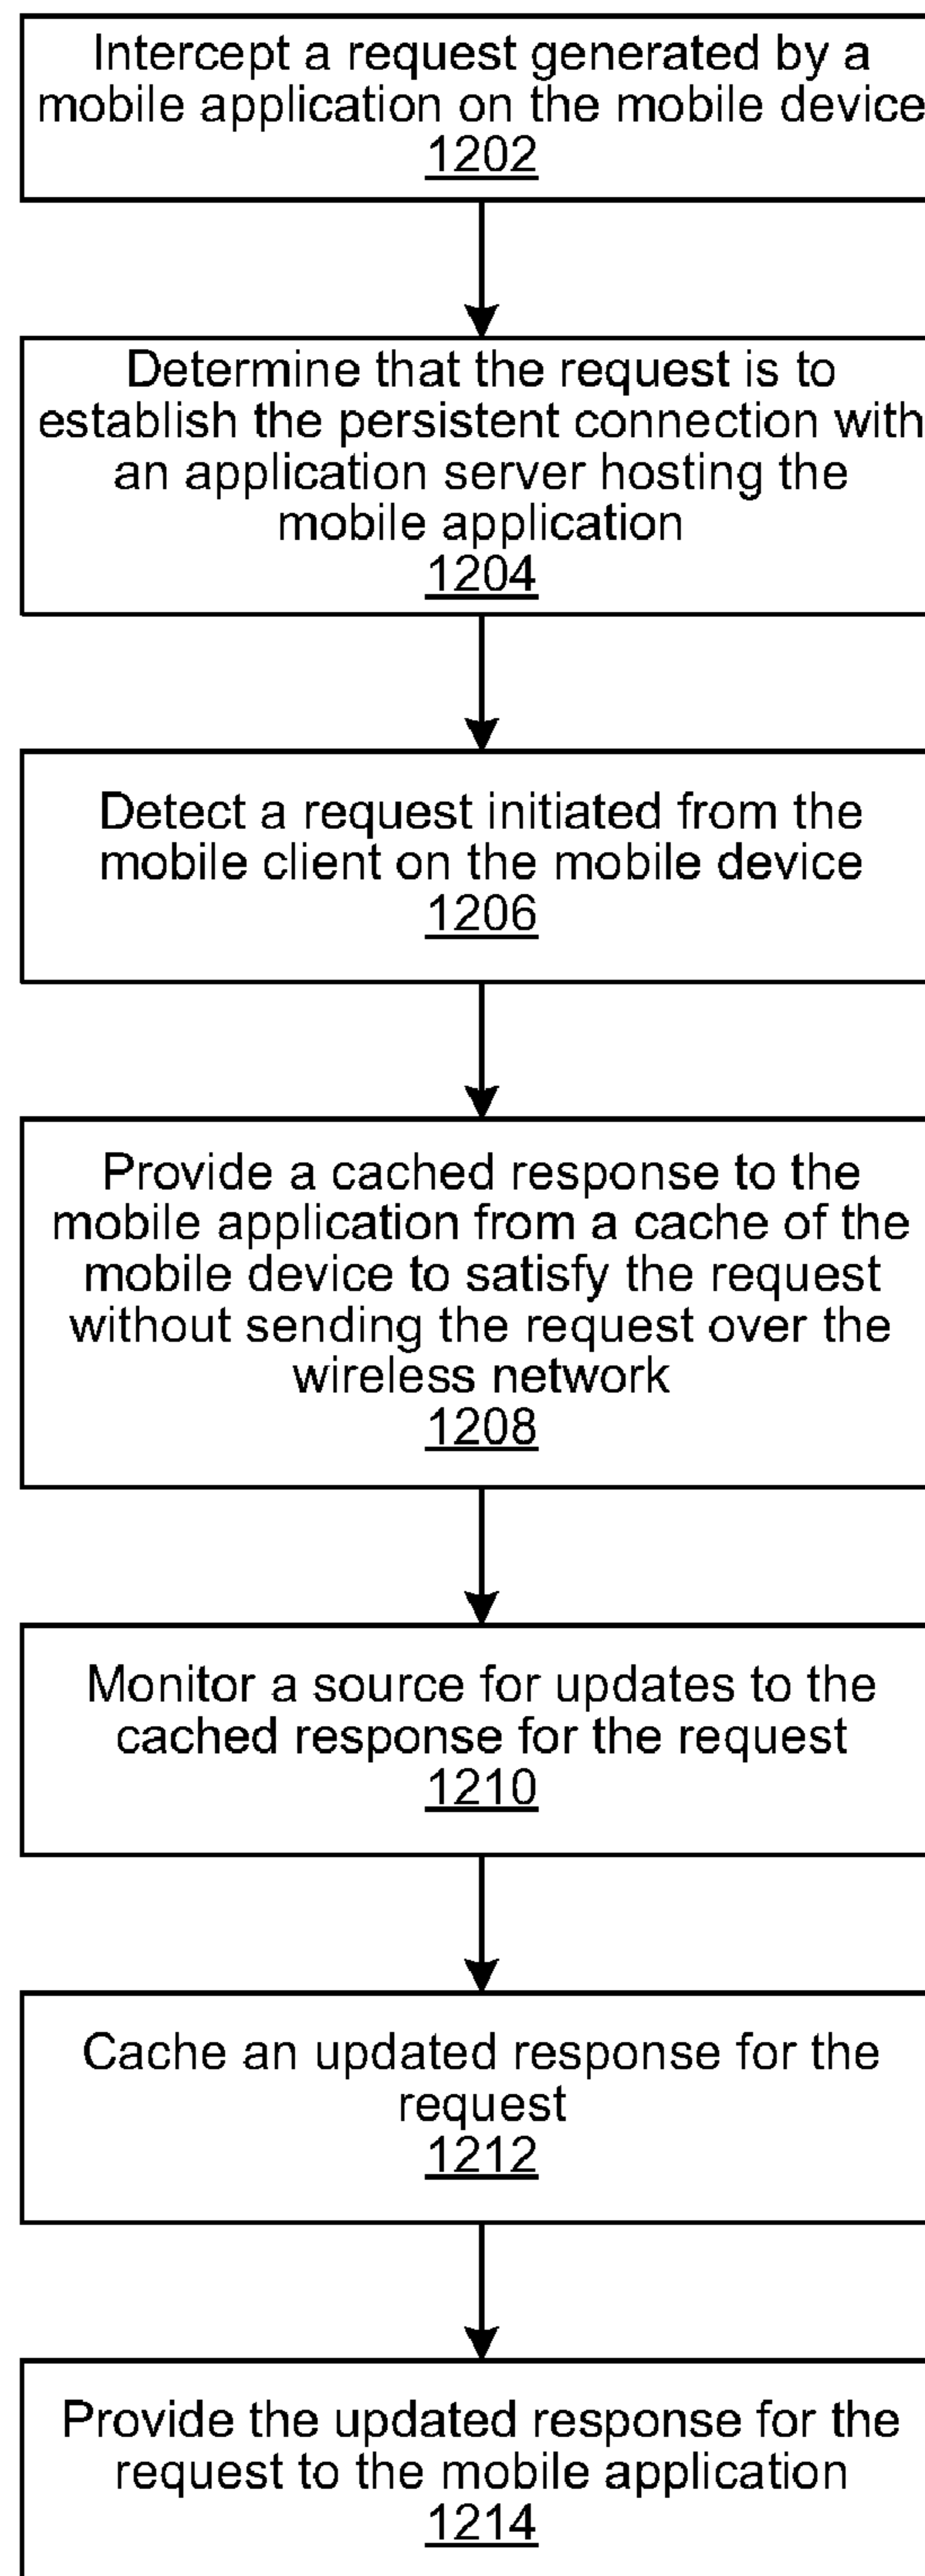 Intercept a request generated by a
mobile application on the mobile device
1202
Determine that the request is to
establish the persistent connection with
an application server hosting the
mobile application
1204
Detect a request initiated from the
mobile client on the mobile device
1206
Provide a cached response to the
mobile application from a cache of the
mobile device to satisfy the request
without sending the request over the
wireless network
1208
Monitor a source for updates to the
cached response for the request
1210
Cache an updated response for the
request
1212
Provide the updated response for the
request to the mobile application
1214